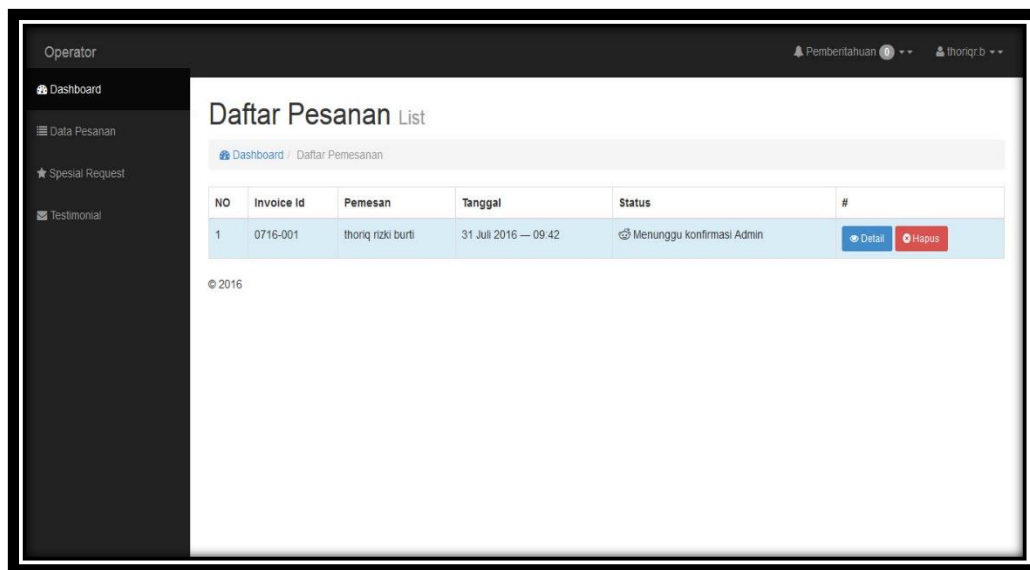 Operator
Pemberitahuan 0
thoriqr.b
Dashboard
Data Pesanan
Spesial Request
Testimonial
Daftar Pesanan List
Dashboard / Daftar Pemesanan
NO Invoice Id Pemesan Tanggal Status #
1 0716-001 thoriq rizki burti 31 Juli 2016 — 09:42 Menunggu konfirmasi Admin Detail Hapus
© 2016